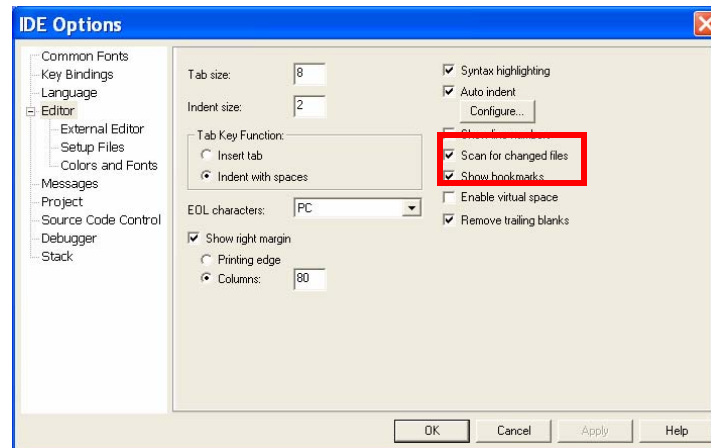 IDE Options
Common Fonts
Key Bindings
Language
Editor
External Editor
Setup Files
Colors and Fonts
Messages
Project
Source Code Control
Debugger
Stack
Tab size:
8
Indent size:
2
Tab Key Function:
Insert tab
Indent with spaces
EOL characters:
PC
Show right margin
Printing edge
Columns:
80
Syntax highlighting
Auto indent
Configure...
Show line numbers
Scan for changed files
Show bookmarks
Enable virtual space
Remove trailing blanks
OK
Cancel
Apply
Help